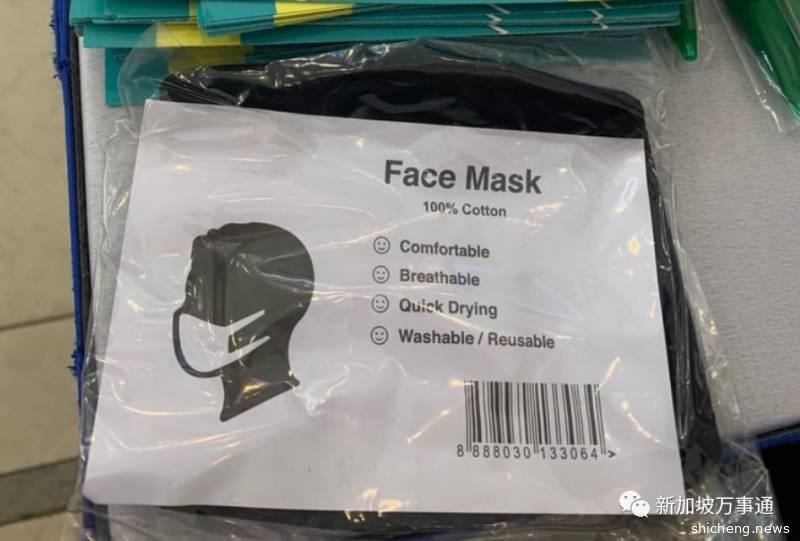 Face Mask
100% Cotton
Comfortable
Breathable
Quick Drying
Washable / Reusable
8 888030 133064 >
新加坡万事通
shicheng.news